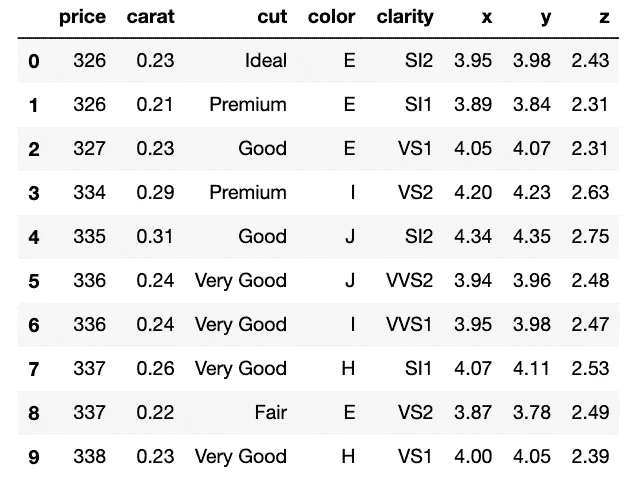 price carat cut color clarity x y z
0 326 0.23 Ideal E SI2 3.95 3.98 2.43
1 326 0.21 Premium E SI1 3.89 3.84 2.31
2 327 0.23 Good E VS1 4.05 4.07 2.31
3 334 0.29 Premium I VS2 4.20 4.23 2.63
4 335 0.31 Good J SI2 4.34 4.35 2.75
5 336 0.24 Very Good J VVS2 3.94 3.96 2.48
6 336 0.24 Very Good I VVS1 3.95 3.98 2.47
7 337 0.26 Very Good H SI1 4.07 4.11 2.53
8 337 0.22 Fair E VS2 3.87 3.78 2.49
9 338 0.23 Very Good H VS1 4.00 4.05 2.39